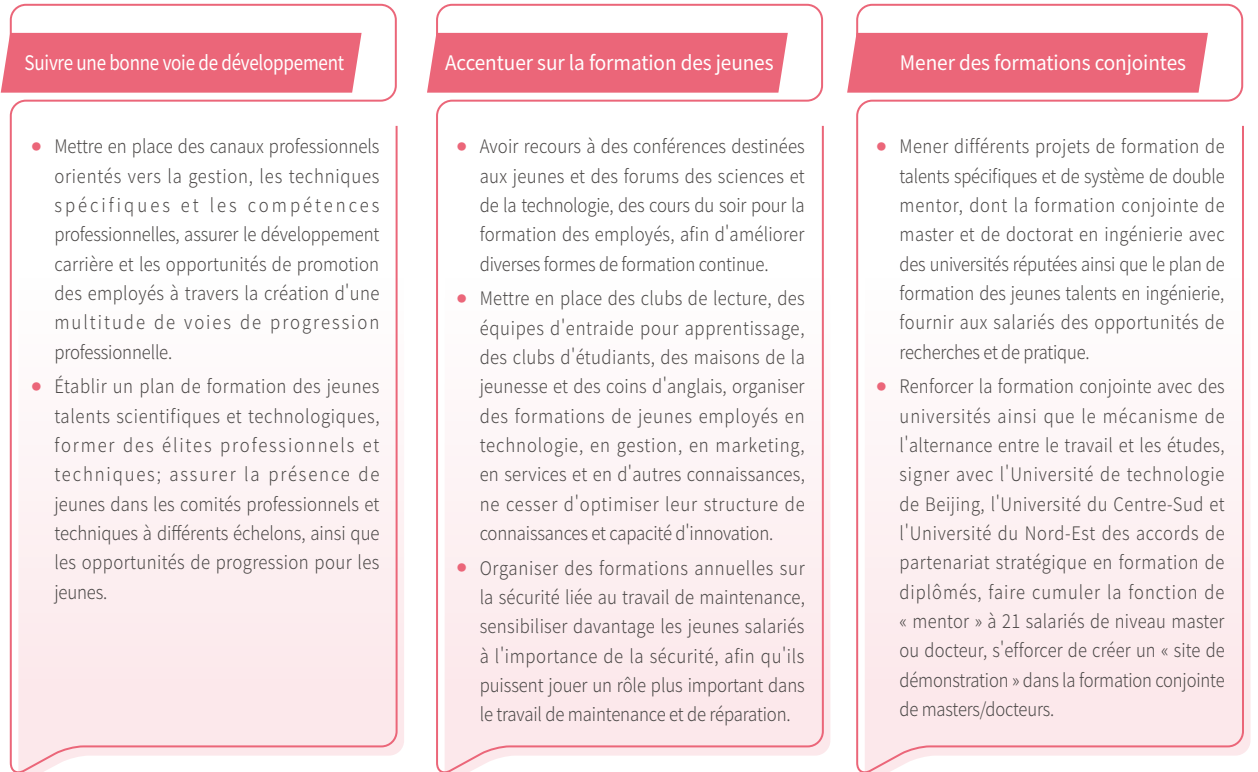 Suivre une bonne voie de développement
Mettre en place des canaux professionnels
orientés vers la gestion, les techniques
spécifiques et les compétences
professionnelles, assurer le développement
carrière et les opportunités de promotion
des employés à travers la création d'une
multitude de voies de progression
professionnelle.
Établir un plan de formation des jeunes
talents scientifiques et technologiques,
former des élites professionnels et
techniques; assurer la présence de
jeunes dans les comités professionnels et
techniques à différents échelons, ainsi que
les opportunités de progression pour les
jeunes.
Accentuer sur la formation des jeunes
Avoir recours à des conférences destinées
aux jeunes et des forums des sciences et
de la technologie, des cours du soir pour la
formation des employés, afin d'améliorer
diverses formes de formation continue.
Mettre en place des clubs de lecture, des
équipes d'entraide pour apprentissage,
des clubs d'étudiants, des maisons de la
jeunesse et des coins d'anglais, organiser
des formations de jeunes employés en
technologie, en gestion, en marketing,
en services et en d'autres connaissances,
ne cesser d'optimiser leur structure de
connaissances et capacité d'innovation.
Organiser des formations annuelles sur
la sécurité liée au travail de maintenance,
sensibiliser davantage les jeunes salariés
à l'importance de la sécurité, afin qu'ils
puissent jouer un rôle plus important dans
le travail de maintenance et de réparation.
Mener des formations conjointes
Mener différents projets de formation de
talents spécifiques et de système de double
mentor, dont la formation conjointe de
master et de doctorat en ingénierie avec
des universités réputées ainsi que le plan de
formation des jeunes talents en ingénierie,
fournir aux salariés des opportunités de
recherches et de pratique.
Renforcer la formation conjointe avec des
universités ainsi que le mécanisme de
l'alternance entre le travail et les études,
signer avec l'Université de technologie
de Beijing, l'Université du Centre-Sud et
l'Université du Nord-Est des accords de
partenariat stratégique en formation de
diplômés, faire cumuler la fonction de
« mentor » à 21 salariés de niveau master
ou docteur, s'efforcer de créer un « site de
démonstration » dans la formation conjointe
de masters/docteurs.